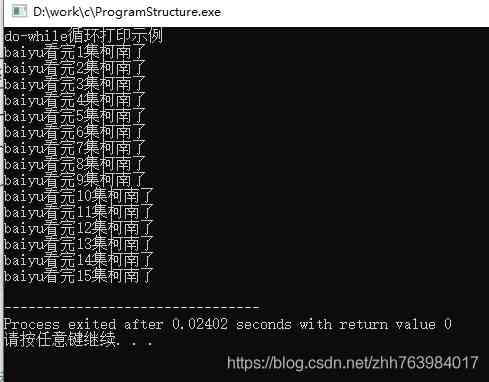 D:\work\c\ProgramStructure.exe
do-while循环打印示例
baiyu看完1集柯南了
baiyu看完2集柯南了
baiyu看完3集柯南了
baiyu看完4集柯南了
baiyu看完5集柯南了
baiyu看完6集柯南了
baiyu看完7集柯南了
baiyu看完8集柯南了
baiyu看完9集柯南了
baiyu看完10集柯南了
baiyu看完11集柯南了
baiyu看完12集柯南了
baiyu看完13集柯南了
baiyu看完14集柯南了
baiyu看完15集柯南了
--------------------------------
Process exited after 0.02402 seconds with return value 0
请按任意键继续. . .
https://blog.csdn.net/zhh763984017